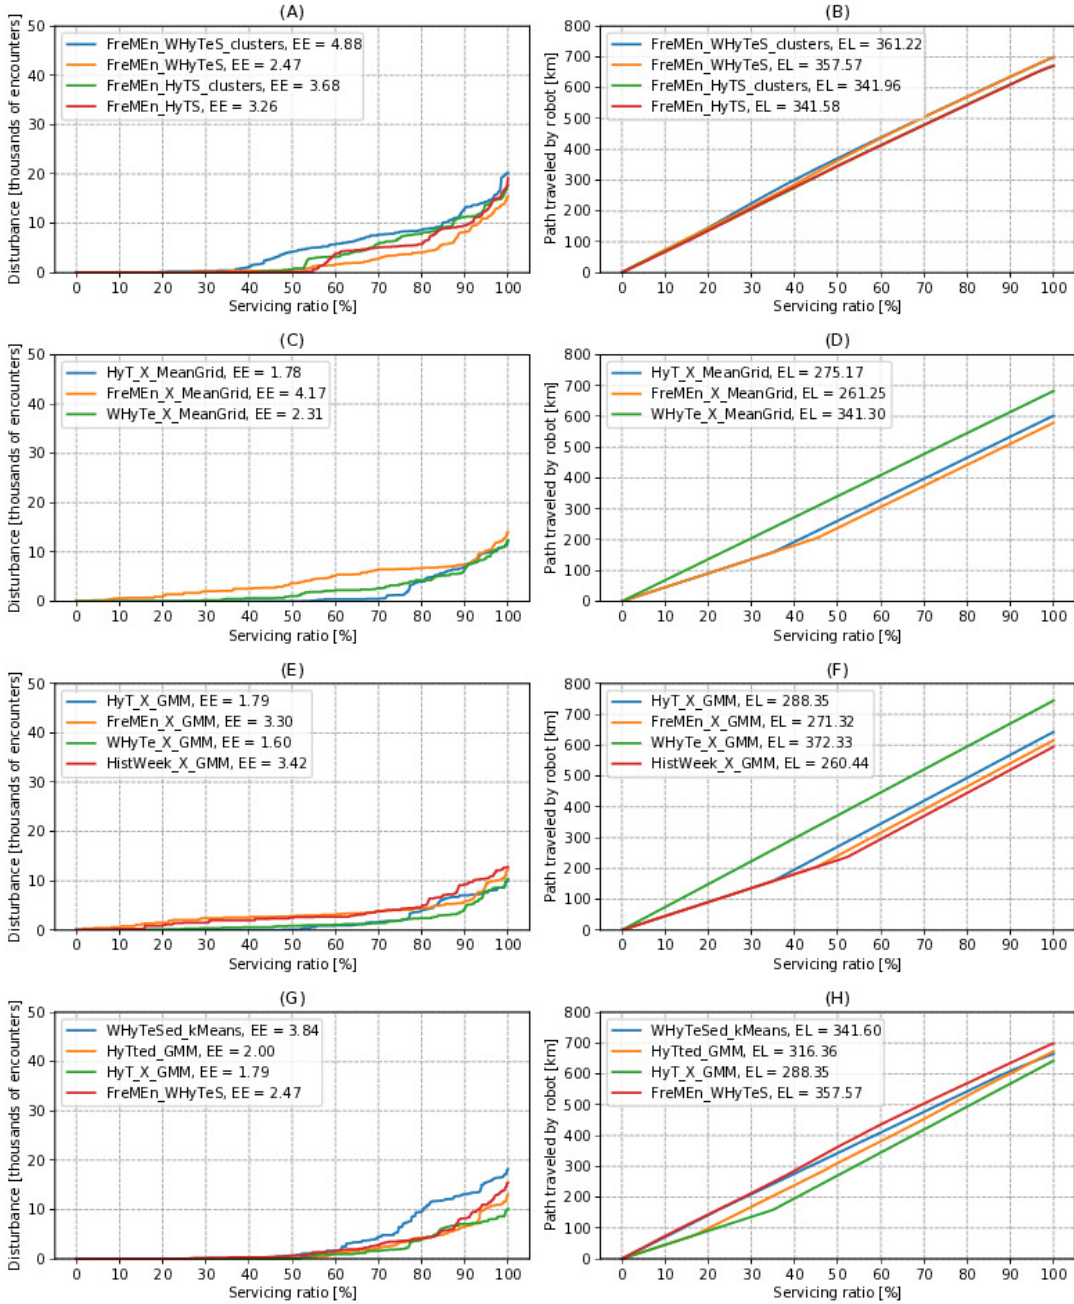 (A)
Disturbance [thousands of encounters]
50
40
30
20
10
0
FreMEn_WHyTeS_clusters, EE = 4.88
FreMEn_WHyTeS, EE = 2.47
FreMEn_HyTS_clusters, EE = 3.68
FreMEn_HyTS, EE = 3.26
0 10 20 30 40 50 60 70 80 90 100
Servicing ratio [%]
(B)
Path traveled by robot [km]
800
700
600
500
400
300
200
100
0
FreMEn_WHyTeS_clusters, EL = 361.22
FreMEn_WHyTeS, EL = 357.57
FreMEn_HyTS_clusters, EL = 341.96
FreMEn_HyTS, EL = 341.58
0 10 20 30 40 50 60 70 80 90 100
Servicing ratio [%]
(C)
Disturbance [thousands of encounters]
50
40
30
20
10
0
HyT_X_MeanGrid, EE = 1.78
FreMEn_X_MeanGrid, EE = 4.17
WHyTe_X_MeanGrid, EE = 2.31
0 10 20 30 40 50 60 70 80 90 100
Servicing ratio [%]
(D)
Path traveled by robot [km]
800
700
600
500
400
300
200
100
0
HyT_X_MeanGrid, EL = 275.17
FreMEn_X_MeanGrid, EL = 261.25
WHyTe_X_MeanGrid, EL = 341.30
0 10 20 30 40 50 60 70 80 90 100
Servicing ratio [%]
(E)
Disturbance [thousands of encounters]
50
40
30
20
10
0
HyT_X_GMM, EE = 1.79
FreMEn_X_GMM, EE = 3.30
WHyTe_X_GMM, EE = 1.60
HistWeek_X_GMM, EE = 3.42
0 10 20 30 40 50 60 70 80 90 100
Servicing ratio [%]
(F)
Path traveled by robot [km]
800
700
600
500
400
300
200
100
0
HyT_X_GMM, EL = 288.35
FreMEn_X_GMM, EL = 271.32
WHyTe_X_GMM, EL = 372.33
HistWeek_X_GMM, EL = 260.44
0 10 20 30 40 50 60 70 80 90 100
Servicing ratio [%]
(G)
Disturbance [thousands of encounters]
50
40
30
20
10
0
WHyTeSed_kMeans, EE = 3.84
HyTted_GMM, EE = 2.00
HyT_X_GMM, EE = 1.79
FreMEn_WHyTeS, EE = 2.47
0 10 20 30 40 50 60 70 80 90 100
Servicing ratio [%]
(H)
Path traveled by robot [km]
800
700
600
500
400
300
200
100
0
WHyTeSed_kMeans, EL = 341.60
HyTted_GMM, EL = 316.36
HyT_X_GMM, EL = 288.35
FreMEn_WHyTeS, EL = 357.57
0 10 20 30 40 50 60 70 80 90 100
Servicing ratio [%]